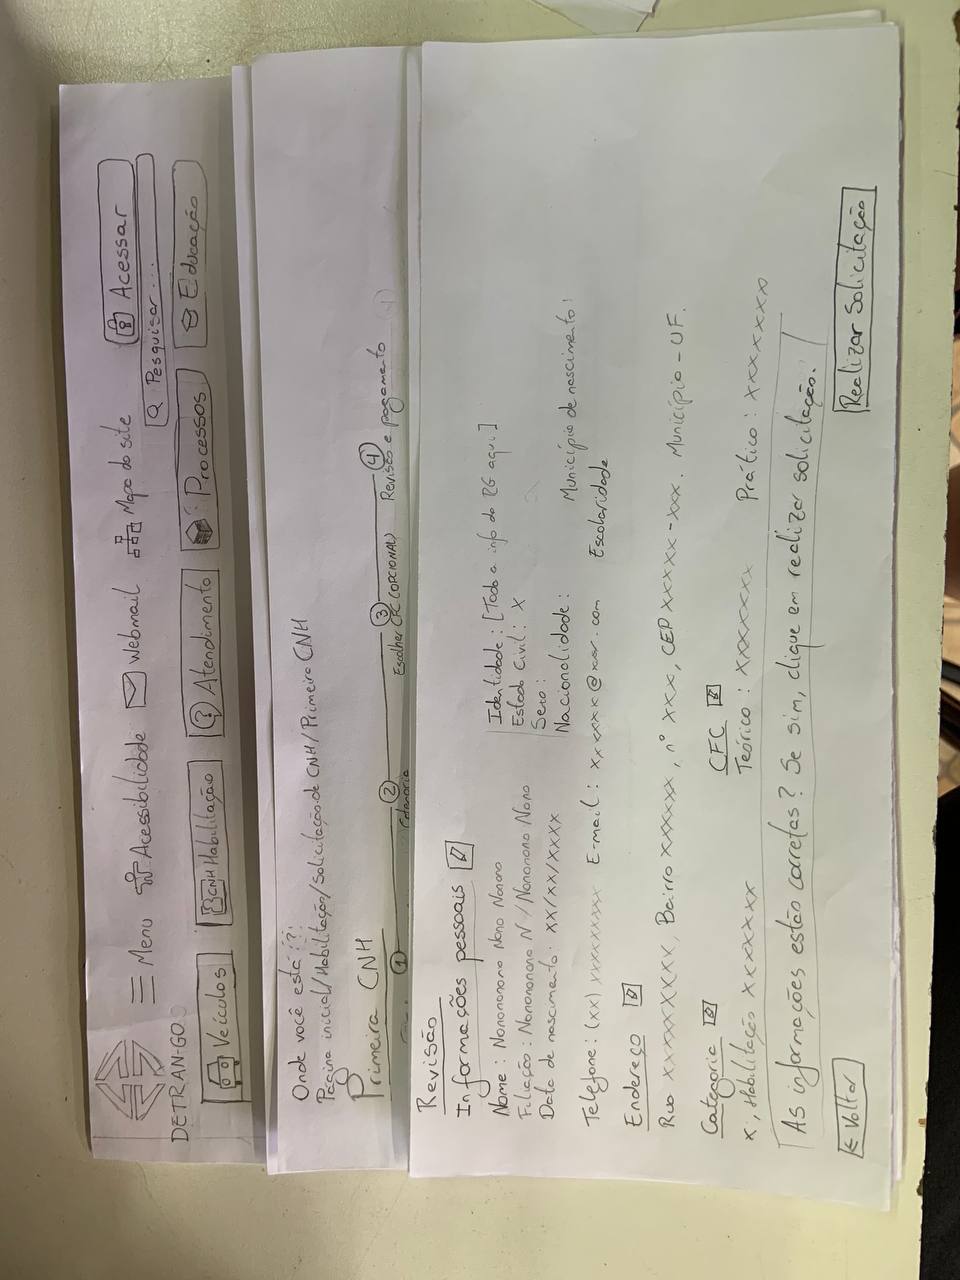 Menu Acessibilidade Webmail Mapa do site Acessar
Pesquisar...
DETRAN-GO
Veículos CNH Habilitação ? Atendimento Processos Educação
Onde você está ?
Página inicial/Habilitação/Solicitação de CNH/Primeira CNH
Primeira CNH
1 2 3 4
Categoria Escolher CFC (OPCIONAL) Revisão e pagamento
Revisão
Informações pessoais
Nome: Nonononono Nono Nonono
Filiação: Nonononono N / Nononono Nono
Data de nascimento: xx/xx/xxxx
Identidade: [Toda a info do RG aqui]
Estado Civil: X
Sexo:
Nacionalidade: Município de nascimento:
Telefone: (xx) xxxxxxxxx E-mail: xxxxxx@xxx.com Escolaridade
Endereço
Rua xxxxxxxxx, Bairro xxxxxx, nº xxx, CEP xxxxx-xxx. Município - UF.
Categoria CFC
x, Habilitação xxxxxxx Teórico: xxxxxxx Prático: xxxxxxx
As informações estão corretas? Se sim, clique em realizar solicitação.
← Voltar Realizar Solicitação